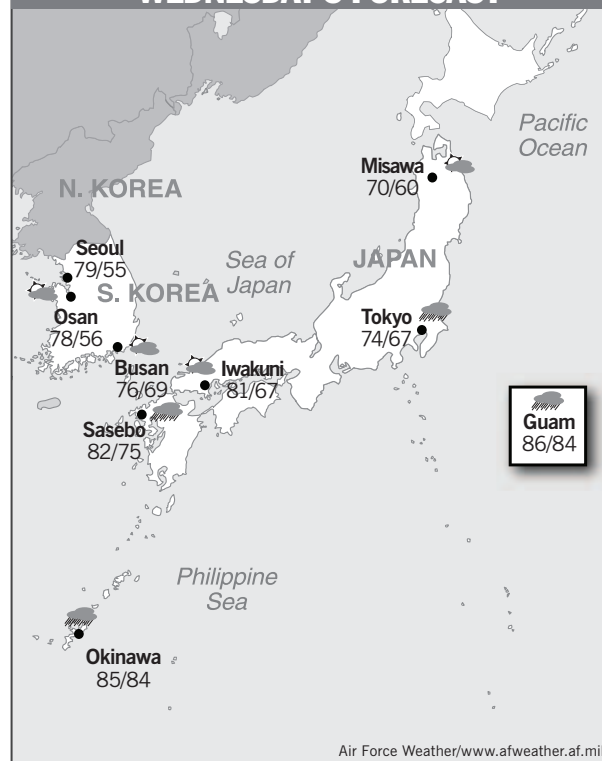 WEDNESDAY'S FORECAST
Pacific
Ocean
Misawa
70/60
N. KOREA
Seoul
79/55
Sea of
Japan
JAPAN
S. KOREA
Osan
78/56
Tokyo
74/67
Busan
76/69
Iwakuni
81/67
Sasebo
82/75
Guam
86/84
Philippine
Sea
Okinawa
85/84
Air Force Weather/www.afweather.af.mil